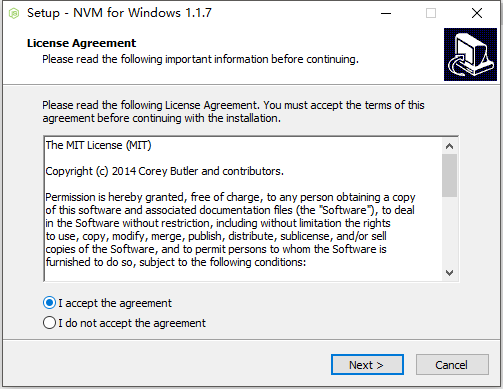 Setup - NVM for Windows 1.1.7
License Agreement
Please read the following important information before continuing.
Please read the following License Agreement. You must accept the terms of this
agreement before continuing with the installation.
The MIT License (MIT)
Copyright (c) 2014 Corey Butler and contributors.
Permission is hereby granted, free of charge, to any person obtaining a copy
of this software and associated documentation files (the "Software"), to deal
in the Software without restriction, including without limitation the rights
to use, copy, modify, merge, publish, distribute, sublicense, and/or sell
copies of the Software, and to permit persons to whom the Software is
furnished to do so, subject to the following conditions:
I accept the agreement
I do not accept the agreement
Next >
Cancel